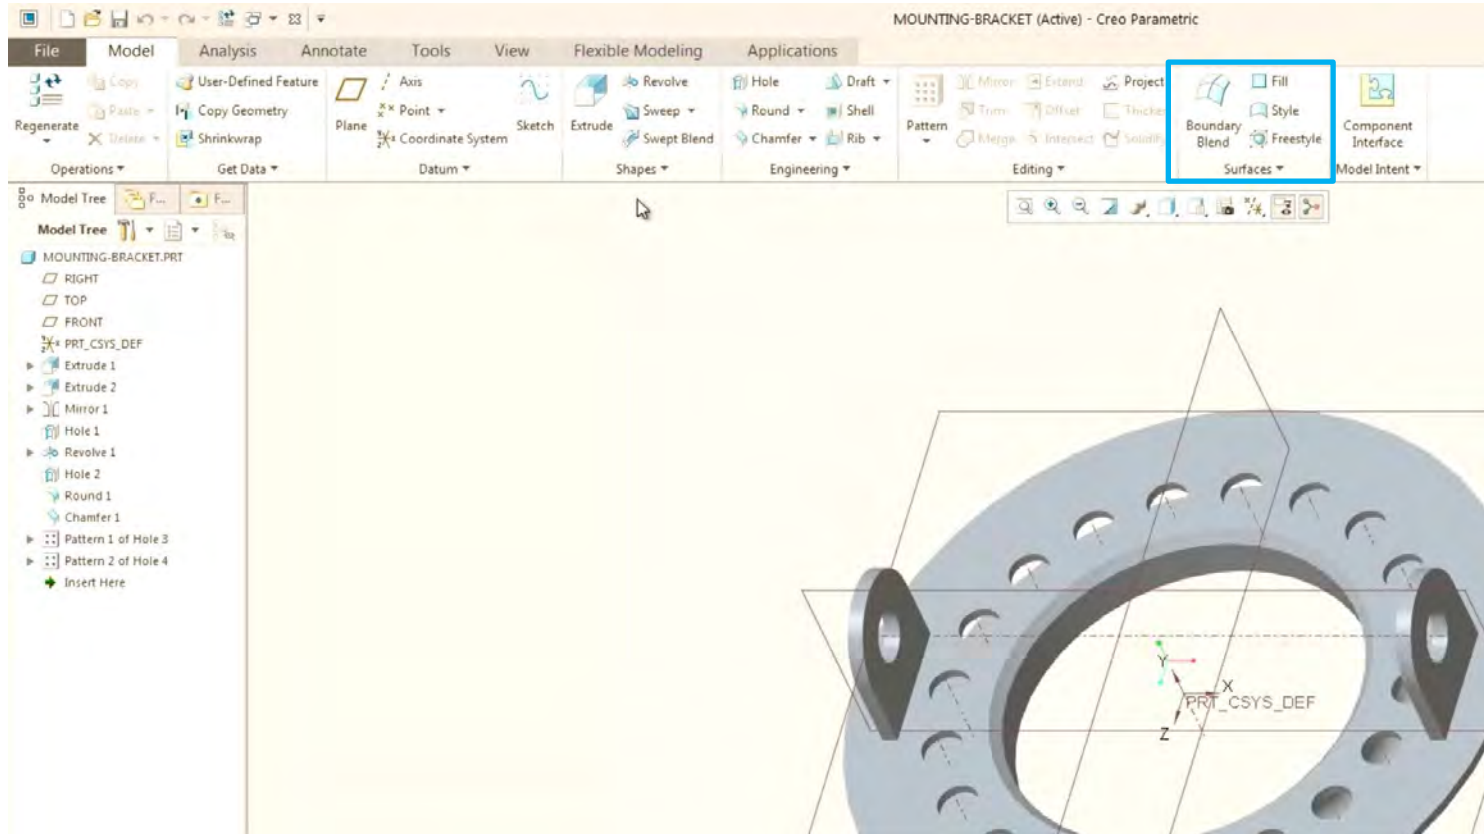 MOUNTING-BRACKET (Active) - Creo Parametric
File Model Analysis Annotate Tools View Flexible Modeling Applications
Regenerate
Copy
Paste
Delete
Operations
User-Defined Feature
Copy Geometry
Shrinkwrap
Get Data
Plane
Axis
Point
Coordinate System
Sketch
Datum
Extrude
Revolve
Sweep
Swept Blend
Shapes
Hole
Round
Chamfer
Draft
Shell
Rib
Engineering
Pattern
Mirror
Trim
Merge
Extend
Offset
Intersect
Project
Thicken
Solidify
Editing
Boundary
Blend
Fill
Style
Freestyle
Surfaces
Component
Interface
Model Intent
Model Tree F... F...
Model Tree
MOUNTING-BRACKET.PRT
RIGHT
TOP
FRONT
PRT_CSYS_DEF
Extrude 1
Extrude 2
Mirror 1
Hole 1
Revolve 1
Hole 2
Round 1
Chamfer 1
Pattern 1 of Hole 3
Pattern 2 of Hole 4
Insert Here
Y
X
PRT_CSYS_DEF
Z